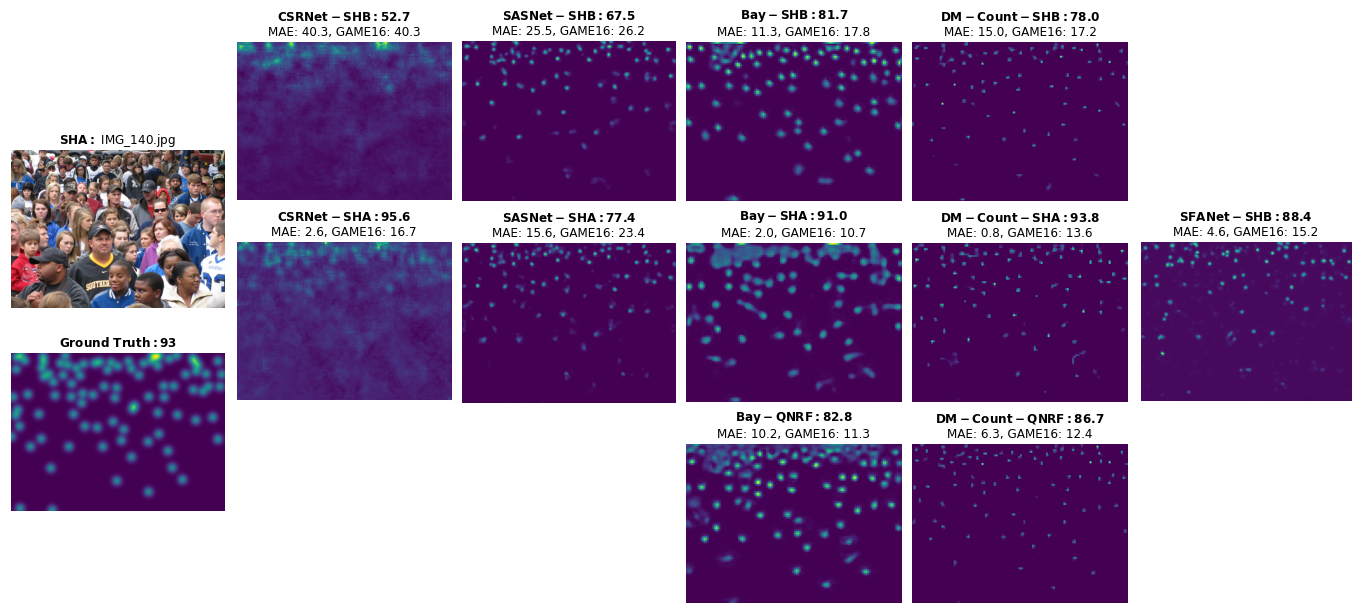 CSRNet−SHB: 52.7
MAE: 40.3, GAME16: 40.3
SASNet−SHB: 67.5
MAE: 25.5, GAME16: 26.2
Bay−SHB: 81.7
MAE: 11.3, GAME16: 17.8
DM−Count−SHB: 78.0
MAE: 15.0, GAME16: 17.2
SHA: IMG_140.jpg
SOUTHER
CSRNet−SHA: 95.6
MAE: 2.6, GAME16: 16.7
SASNet−SHA: 77.4
MAE: 15.6, GAME16: 23.4
Bay−SHA: 91.0
MAE: 2.0, GAME16: 10.7
DM−Count−SHA: 93.8
MAE: 0.8, GAME16: 13.6
SFANet−SHB: 88.4
MAE: 4.6, GAME16: 15.2
Ground Truth: 93
Bay−QNRF: 82.8
MAE: 10.2, GAME16: 11.3
DM−Count−QNRF: 86.7
MAE: 6.3, GAME16: 12.4